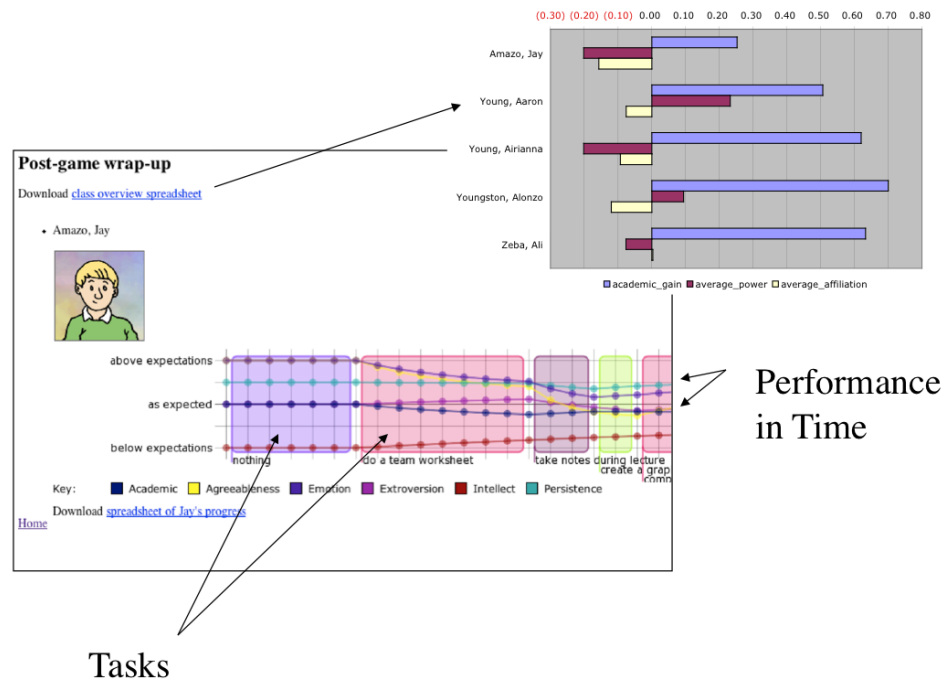 (0.30) (0.20) (0.10) 0.00 0.10 0.20 0.30 0.40 0.50 0.60 0.70 0.80
Amazo, Jay
Young, Aaron
Young, Airianna
Youngston, Alonzo
Zeba, Ali
academic_gain average_power average_affiliation
Post-game wrap-up
Download class overview spreadsheet
• Amazo, Jay
above expectations
as expected
below expectations
nothing
do a team worksheet
take notes during lecture
create a grap
comp
Key: Academic Agreeableness Emotion Extroversion Intellect Persistence
Download spreadsheet of Jay's progress
Home
Performance
in Time
Tasks